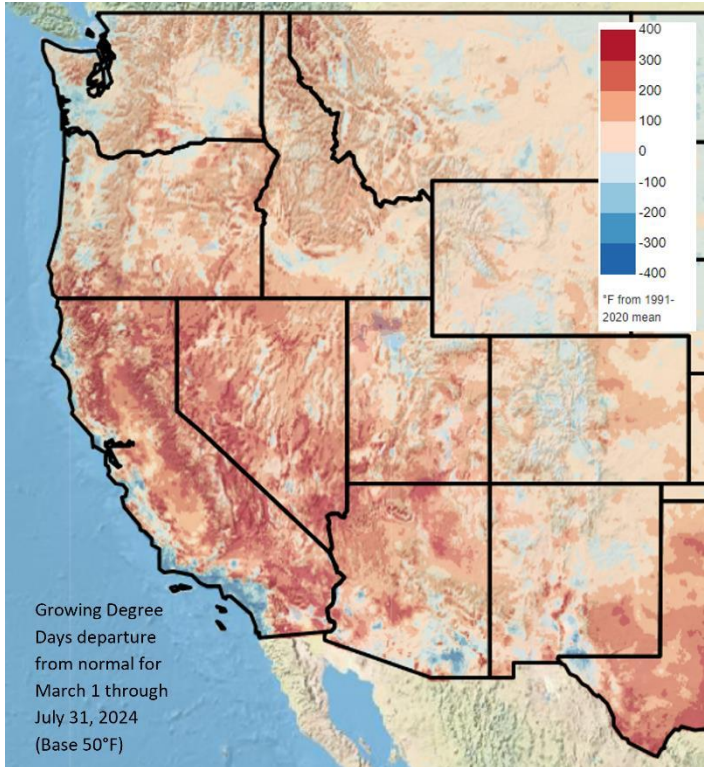 400
300
200
100
0
-100
-200
-300
-400
°F from 1991-
2020 mean
Growing Degree
Days departure
from normal for
March 1 through
July 31, 2024
(Base 50°F)